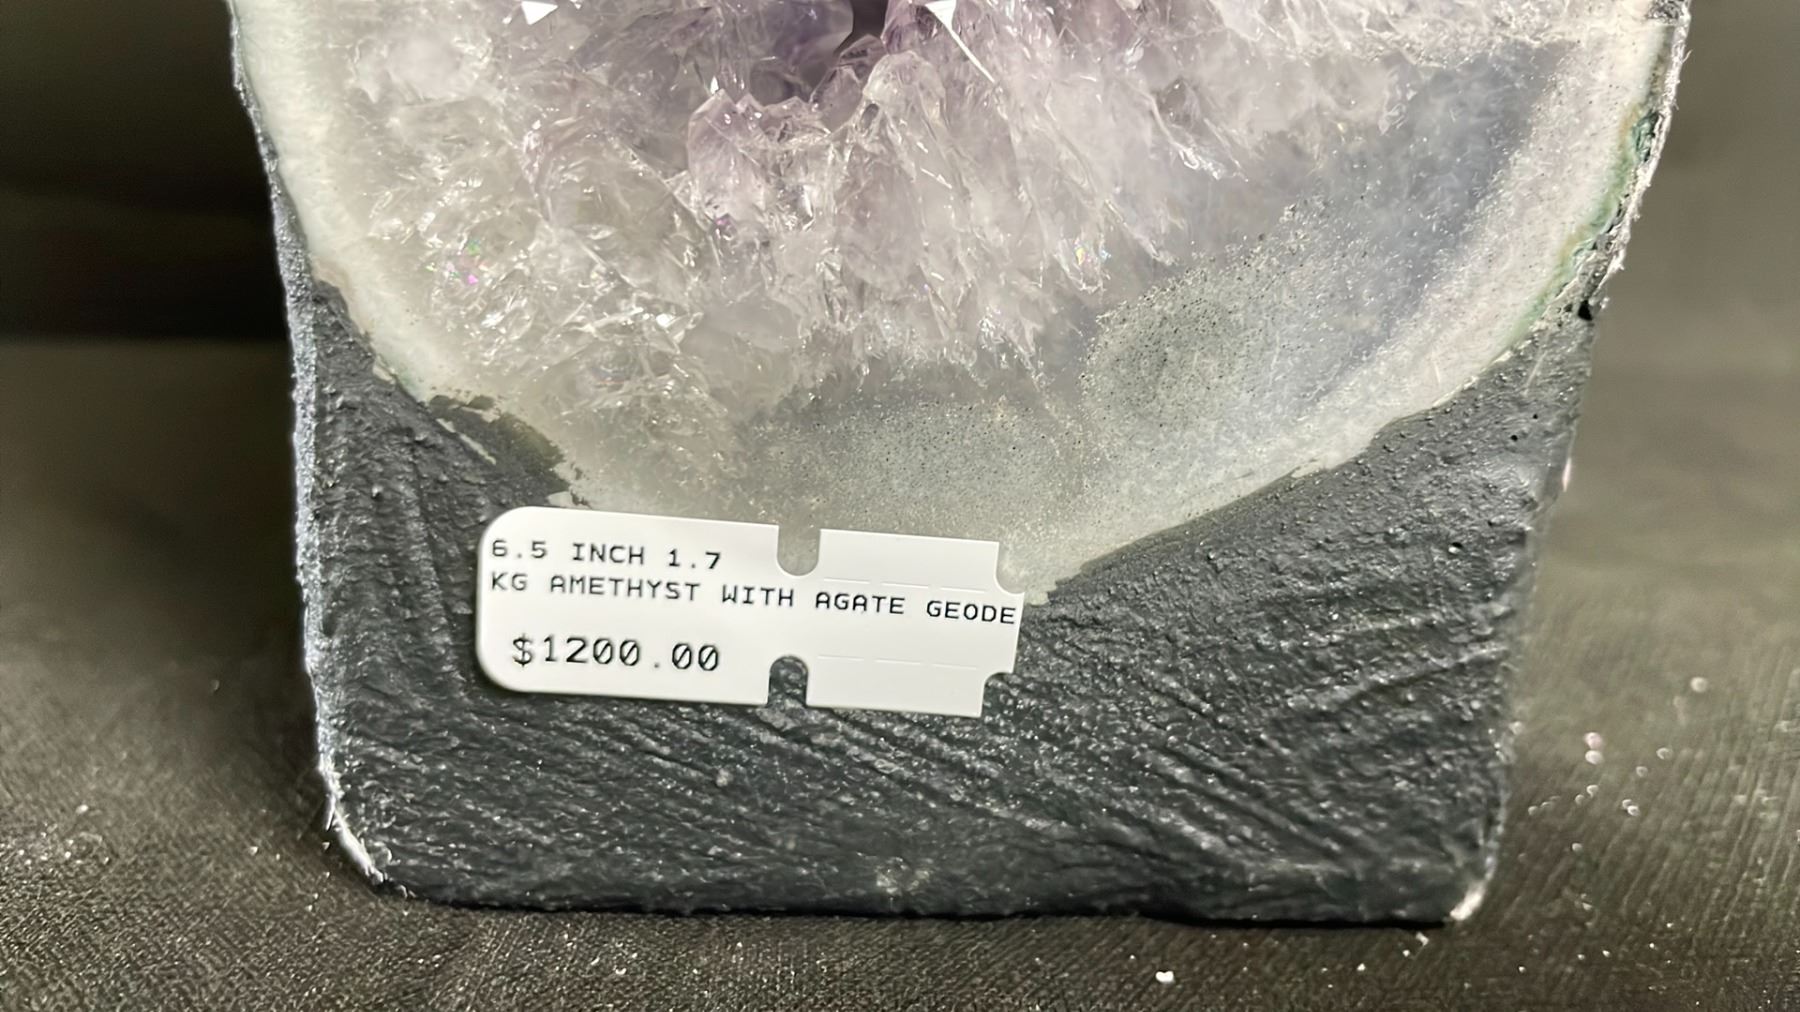 6.5 INCH 1.7
KG AMETHYST WITH AGATE GEODE
$1200.00